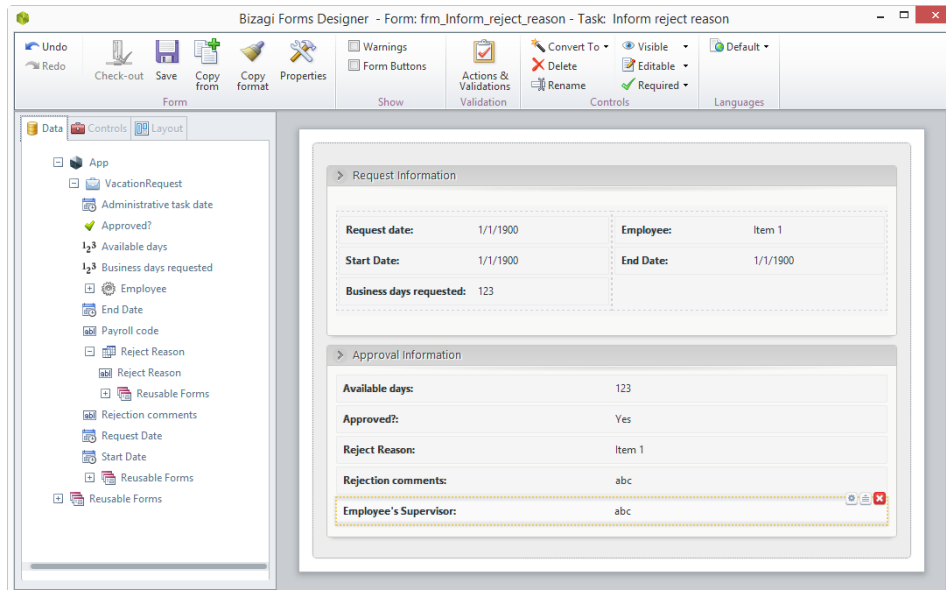 Bizagi Forms Designer - Form: frm_Inform_reject_reason - Task: Inform reject reason
Undo
Redo
Check-out
Save
Copy from
Copy format
Properties
Form
Warnings
Form Buttons
Show
Actions & Validations
Validation
Convert To
Delete
Rename
Visible
Editable
Required
Controls
Default
Languages
Data
Controls
Layout
App
VacationRequest
Administrative task date
Approved?
Available days
Business days requested
Employee
End Date
Payroll code
Reject Reason
Reject Reason
Reusable Forms
Rejection comments
Request Date
Start Date
Reusable Forms
Reusable Forms
Request Information
Request date: 1/1/1900 Employee: Item 1
Start Date: 1/1/1900 End Date: 1/1/1900
Business days requested: 123
Approval Information
Available days: 123
Approved?: Yes
Reject Reason: Item 1
Rejection comments: abc
Employee's Supervisor: abc